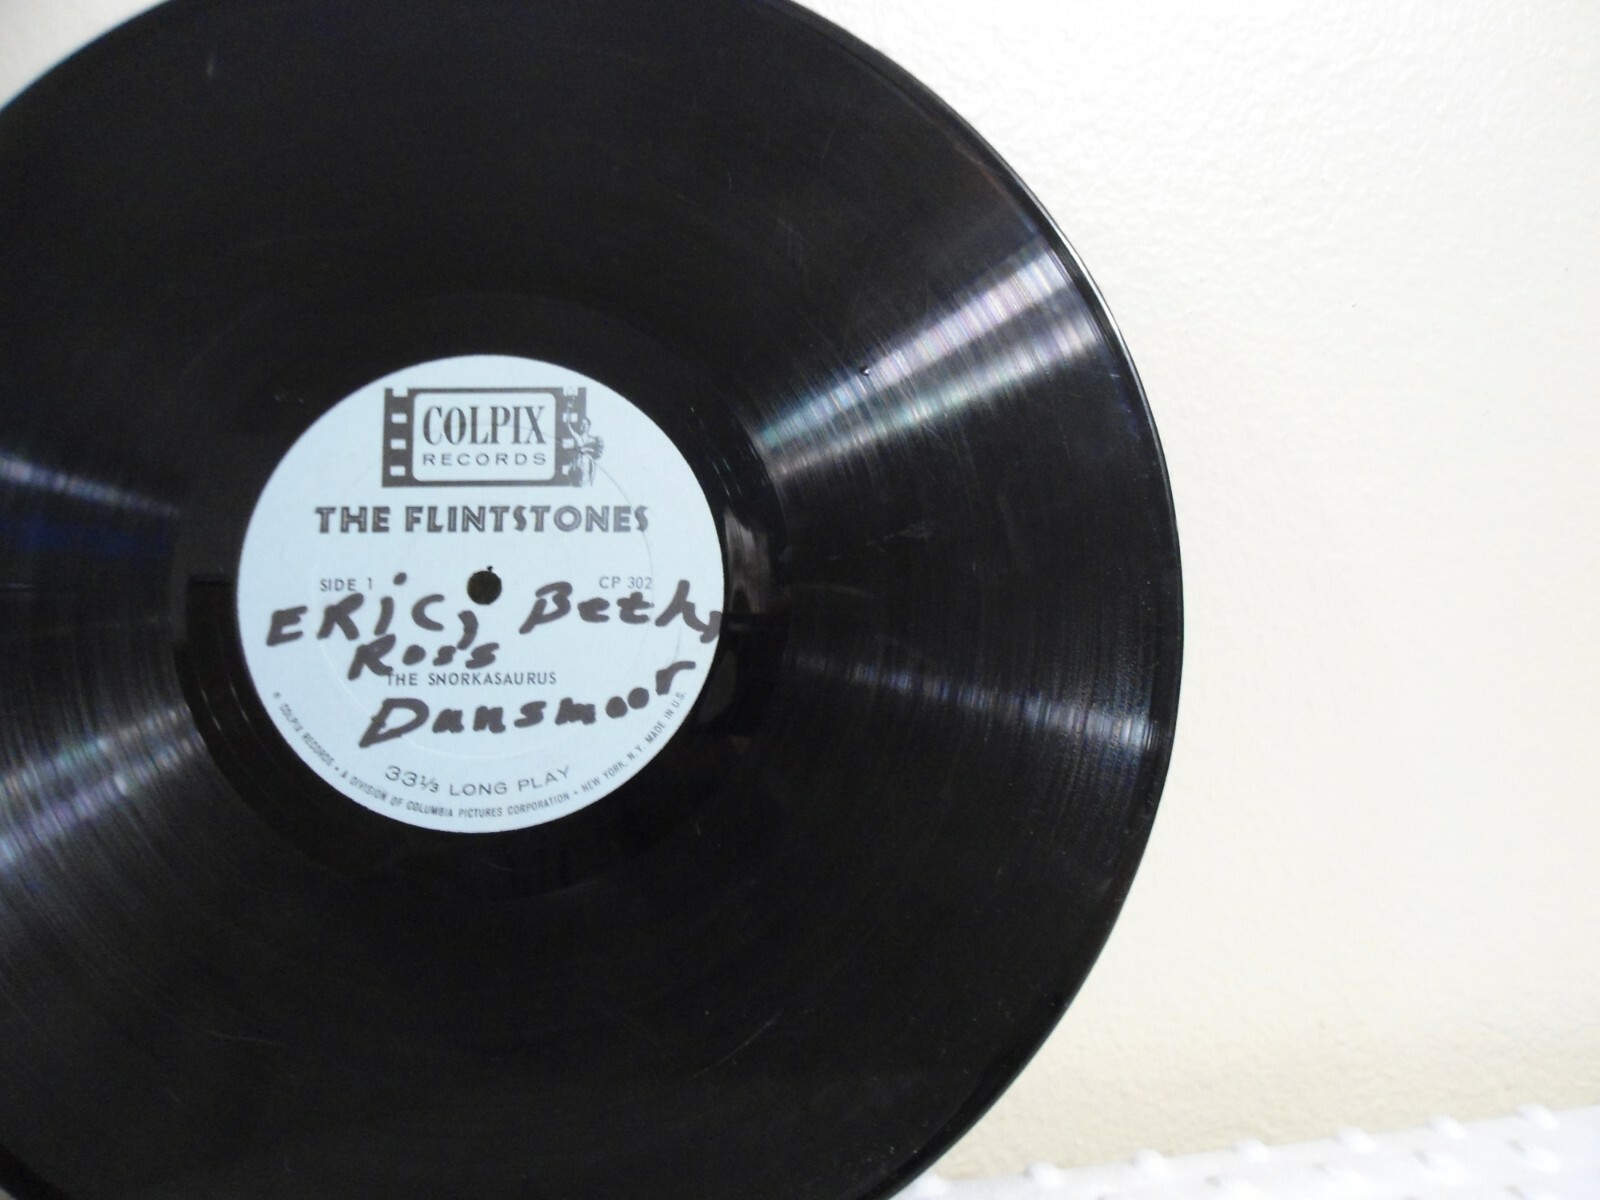 COLPIX
RECORDS
THE FLINTSTONES
SIDE 1
CP 302
ERiC, Beth,
Ross
THE SNORKASAURUS
Dunsmoor
33⅓ LONG PLAY
® COLPIX RECORDS • A DIVISION OF COLUMBIA PICTURES CORPORATION • NEW YORK, N.Y. MADE IN U.S.